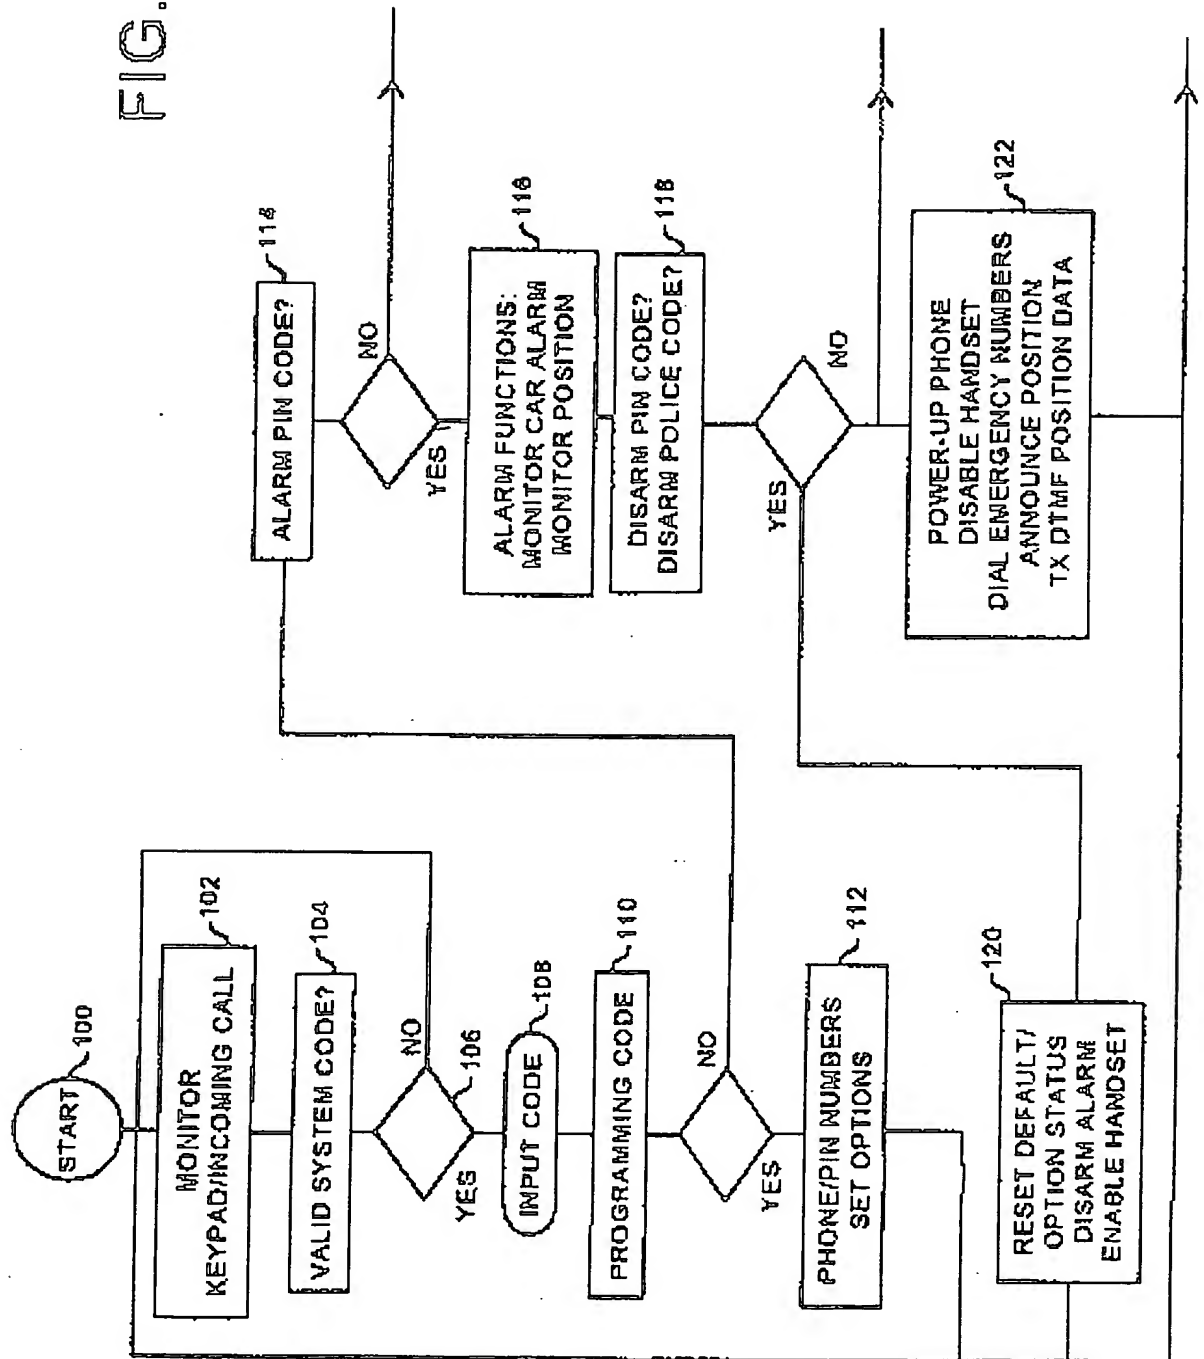 FIG.
START
100
MONITOR
KEYPAD/INCOMING CALL
102
VALID SYSTEM CODE?
104
NO
106
YES
INPUT CODE
108
PROGRAMMING CODE
110
NO
YES
PHONE/PIN NUMBERS
SET OPTIONS
112
ALARM PIN CODE?
114
NO
YES
ALARM FUNCTIONS:
MONITOR CAR ALARM
MONITOR POSITION
116
DISARM PIN CODE?
DISARM POLICE CODE?
118
YES
NO
RESET DEFAULT/
OPTION STATUS
DISARM ALARM
ENABLE HANDSET
120
POWER-UP PHONE
DISABLE HANDSET
DIAL EMERGENCY NUMBERS
ANNOUNCE POSITION
TX DTMF POSITION DATA
122